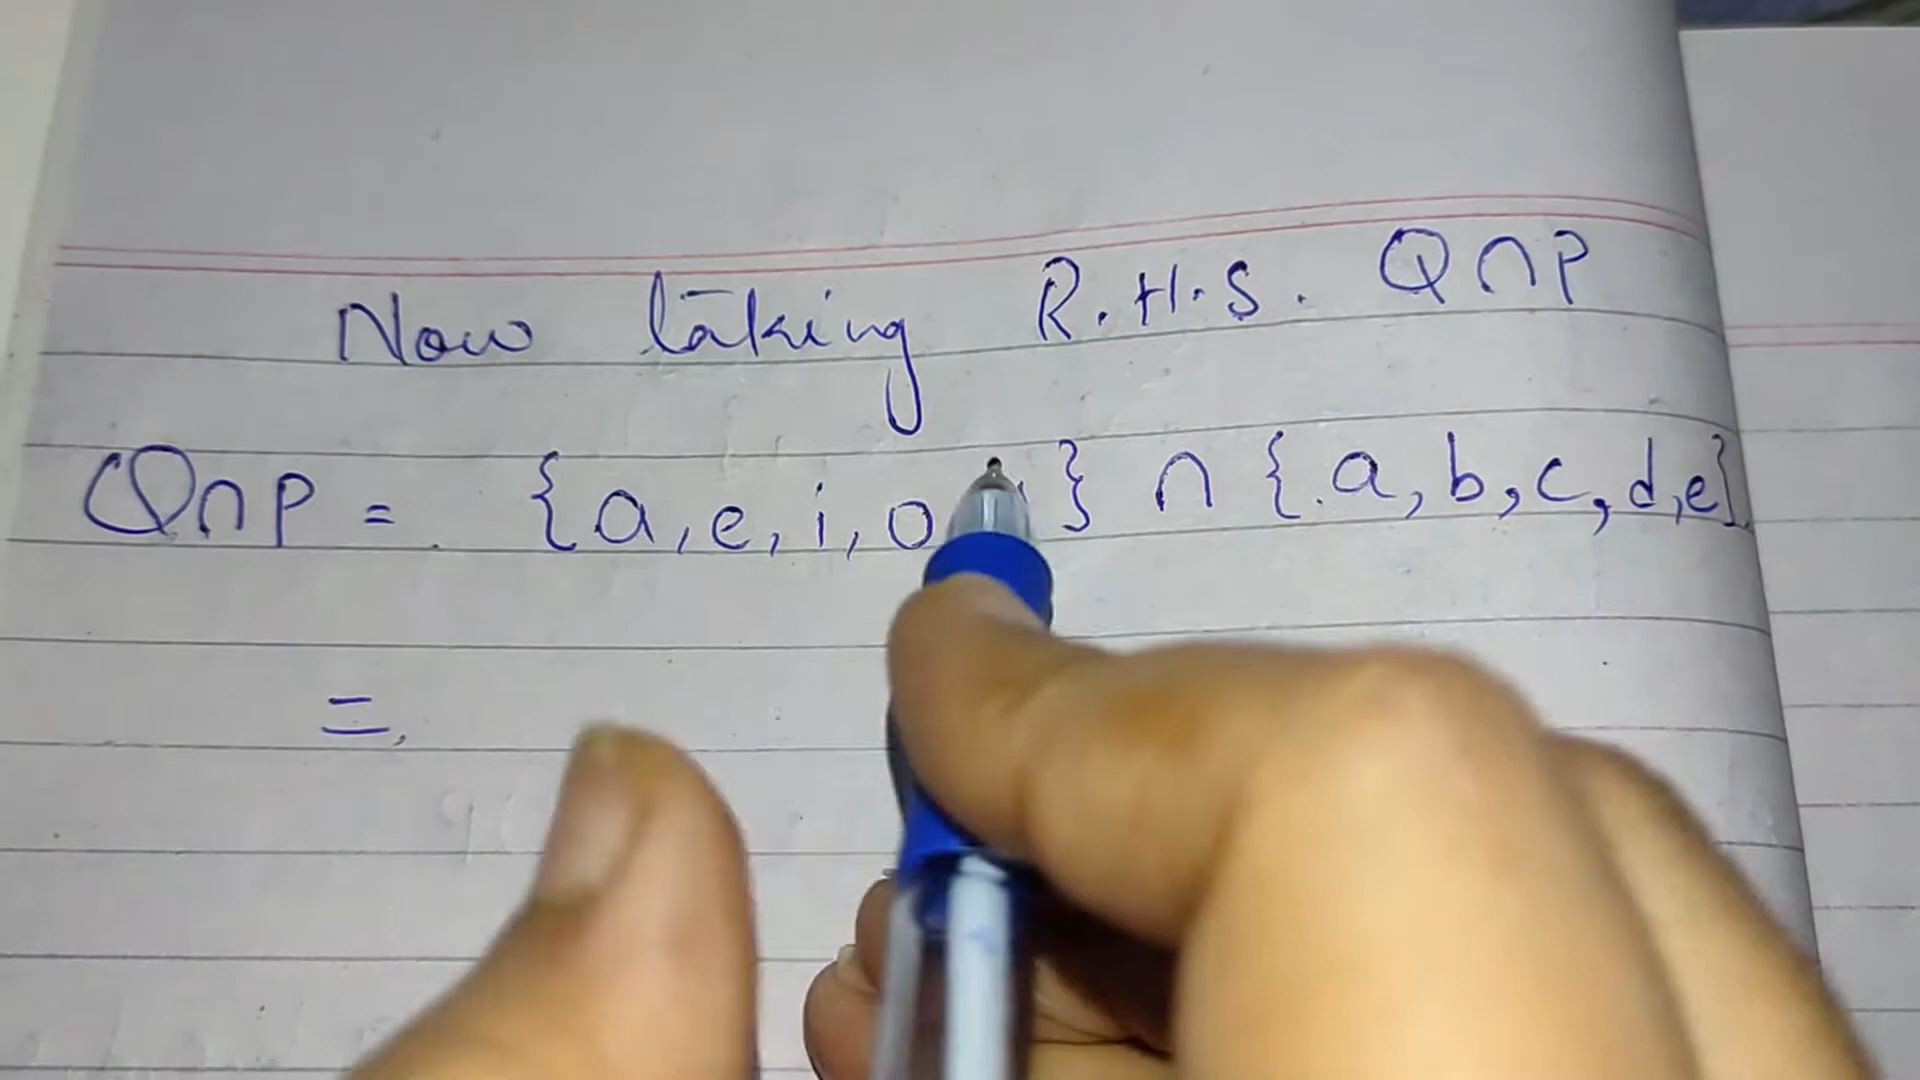 Now taking R.H.S. Q∩P
Q∩P = {a, e, i, o } ∩ {a, b, c, d, e}
=